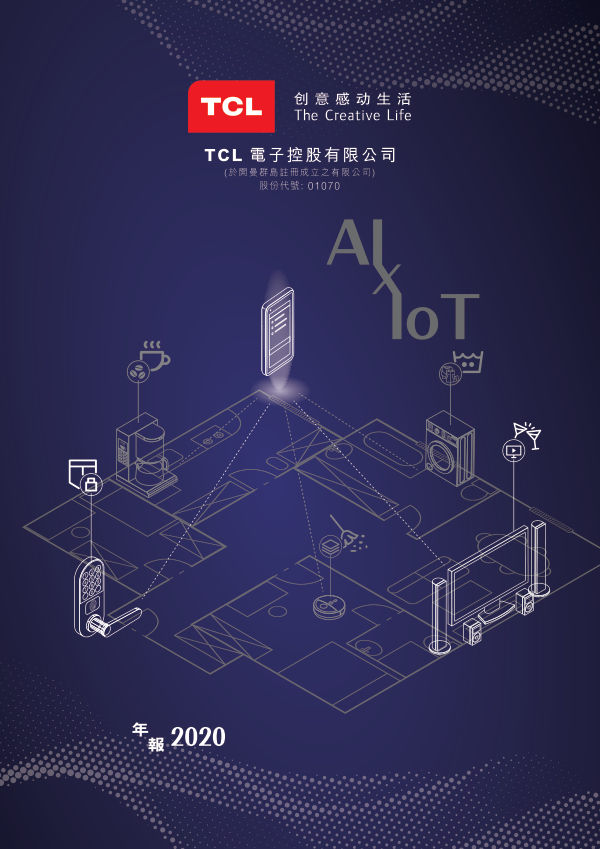 TCL
创意感动生活
The Creative Life
TCL 電子控股有限公司
(於開曼群島註冊成立之有限公司)
股份代號: 01070
AI
x
IoT
年報 2020